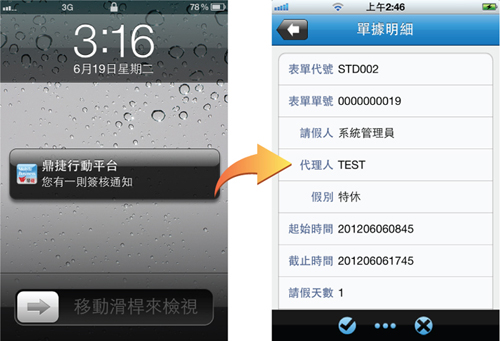 3G
78%
3:16
6月19日星期二
鼎捷行動平台
您有一則簽核通知
移動滑桿來檢視
上午2:46
單據明細
表單代號 STD002
表單單號 0000000019
請假人 系統管理員
代理人 TEST
假別 特休
起始時間 201206060845
截止時間 201206061745
請假天數 1